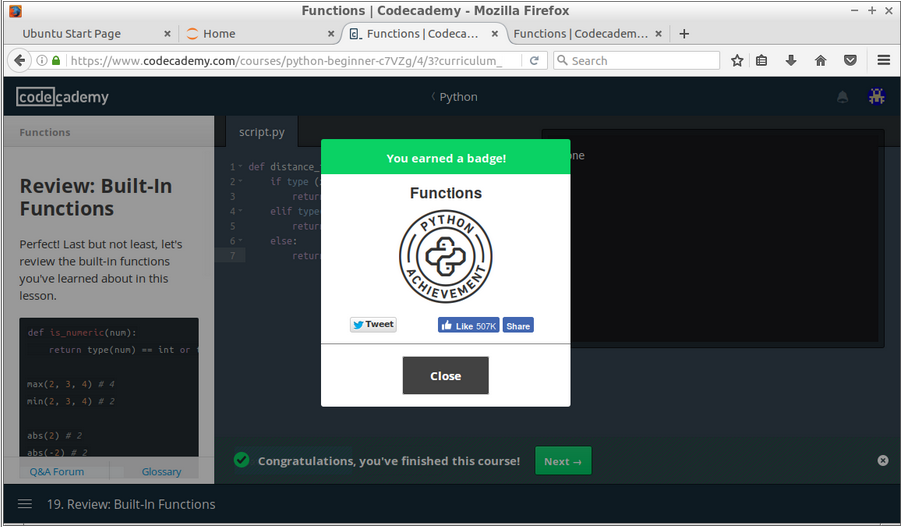 Functions | Codecademy - Mozilla Firefox
Ubuntu Start Page
Home
Functions | Codeca...
Functions | Codecadem...
https://www.codecademy.com/courses/python-beginner-c7VZg/4/3?curriculum_
Search
codecademy
Python
Functions
script.py
Review: Built-In
Functions
Perfect! Last but not least, let's
review the built-in functions
you've learned about in this
lesson.
def is_numeric(num):
return type(num) == int or
max(2, 3, 4) # 4
min(2, 3, 4) # 2
abs(2) # 2
abs(-2) # 2
Q&A Forum
Glossary
1 def distance_
2 if type (
3 return
4 elif type
5 return
6 else:
7 return
You earned a badge!
Functions
PYTHON
ACHIEVEMENT
Tweet
Like 507K
Share
Close
Congratulations, you've finished this course!
Next →
19. Review: Built-In Functions